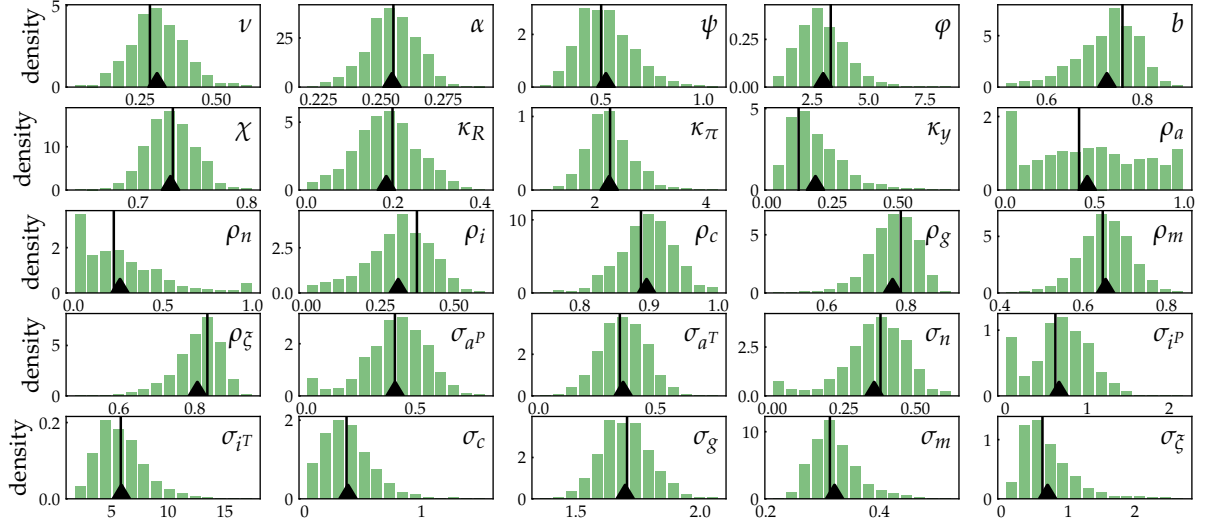 density 5 0 ν 0.25 0.50
25 0 α 0.225 0.255 0.275
2 0 ψ 0.5 1.0
0.25 0.00 φ 2.5 5.0 7.5
5 0 b 0.6 0.8
density 10 0 χ 0.7 0.8
5 0 κ_R 0.0 0.2 0.4
1 0 κ_π 2 4
5 0 κ_y 0.00 0.25 0.50
2 0 ρ_a 0.0 0.5 1.0
density 2 0 ρ_n 0.0 0.5 1.0
2.5 0.0 ρ_i 0.00 0.25 0.50
10 0 ρ_c 0.8 0.9 1.0
5 0 ρ_g 0.6 0.8
5 0 ρ_m 0.4 0.6 0.8
density 5 0 ρ_ξ 0.6 0.8
2 0 σ_{a^P} 0.0 0.5
2 0 σ_{a^T} 0.0 0.5
2.5 0.0 σ_n 0.00 0.25 0.50
1 0 σ_{i^P} 0 1 2
density 0.2 0.0 σ_{i^T} 5 10 15
2 0 σ_c 0 1
2 0 σ_g 1.5 2.0
10 0 σ_m 0.2 0.4
1 0 σ_ξ 0 1 2